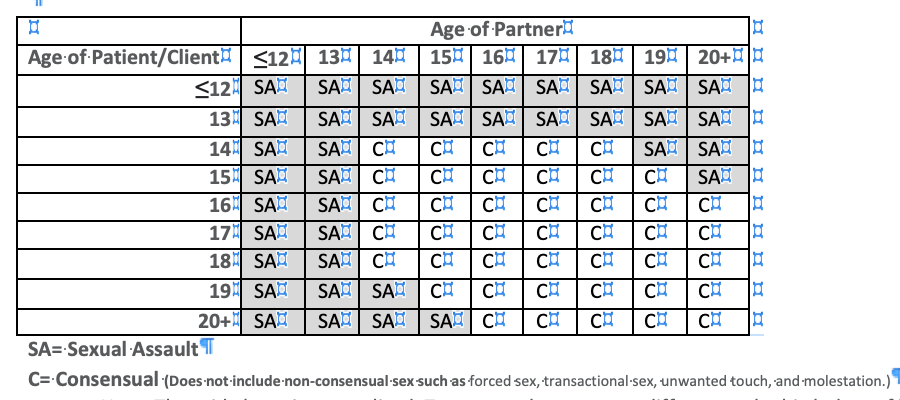 Age of Partner
Age of Patient/Client ≤12 13 14 15 16 17 18 19 20+
≤12 SA SA SA SA SA SA SA SA SA
13 SA SA SA SA SA SA SA SA SA
14 SA SA C C C C C SA SA
15 SA SA C C C C C C SA
16 SA SA C C C C C C C
17 SA SA C C C C C C C
18 SA SA C C C C C C C
19 SA SA SA C C C C C C
20+ SA SA SA SA C C C C C
SA= Sexual Assault¶
C= Consensual (Does not include non-consensual sex such as forced sex, transactional sex, unwanted touch, and molestation.)¶